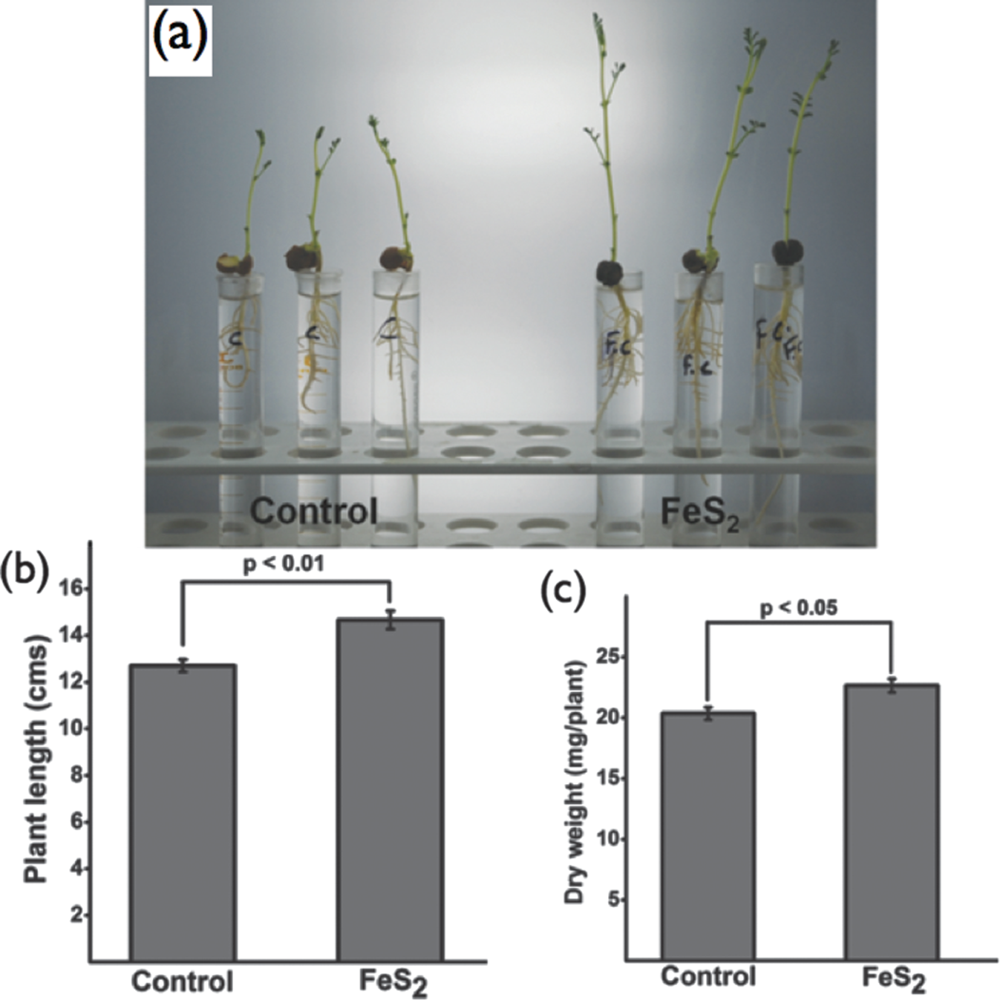 (a)
C
C
C
F.C
F.C
F.C.
Control
FeS₂
(b)
p < 0.01
16
14
12
10
8
6
4
2
Plant length (cms)
Control
FeS₂
(c)
p < 0.05
25
20
15
10
5
Dry weight (mg/plant)
Control
FeS₂